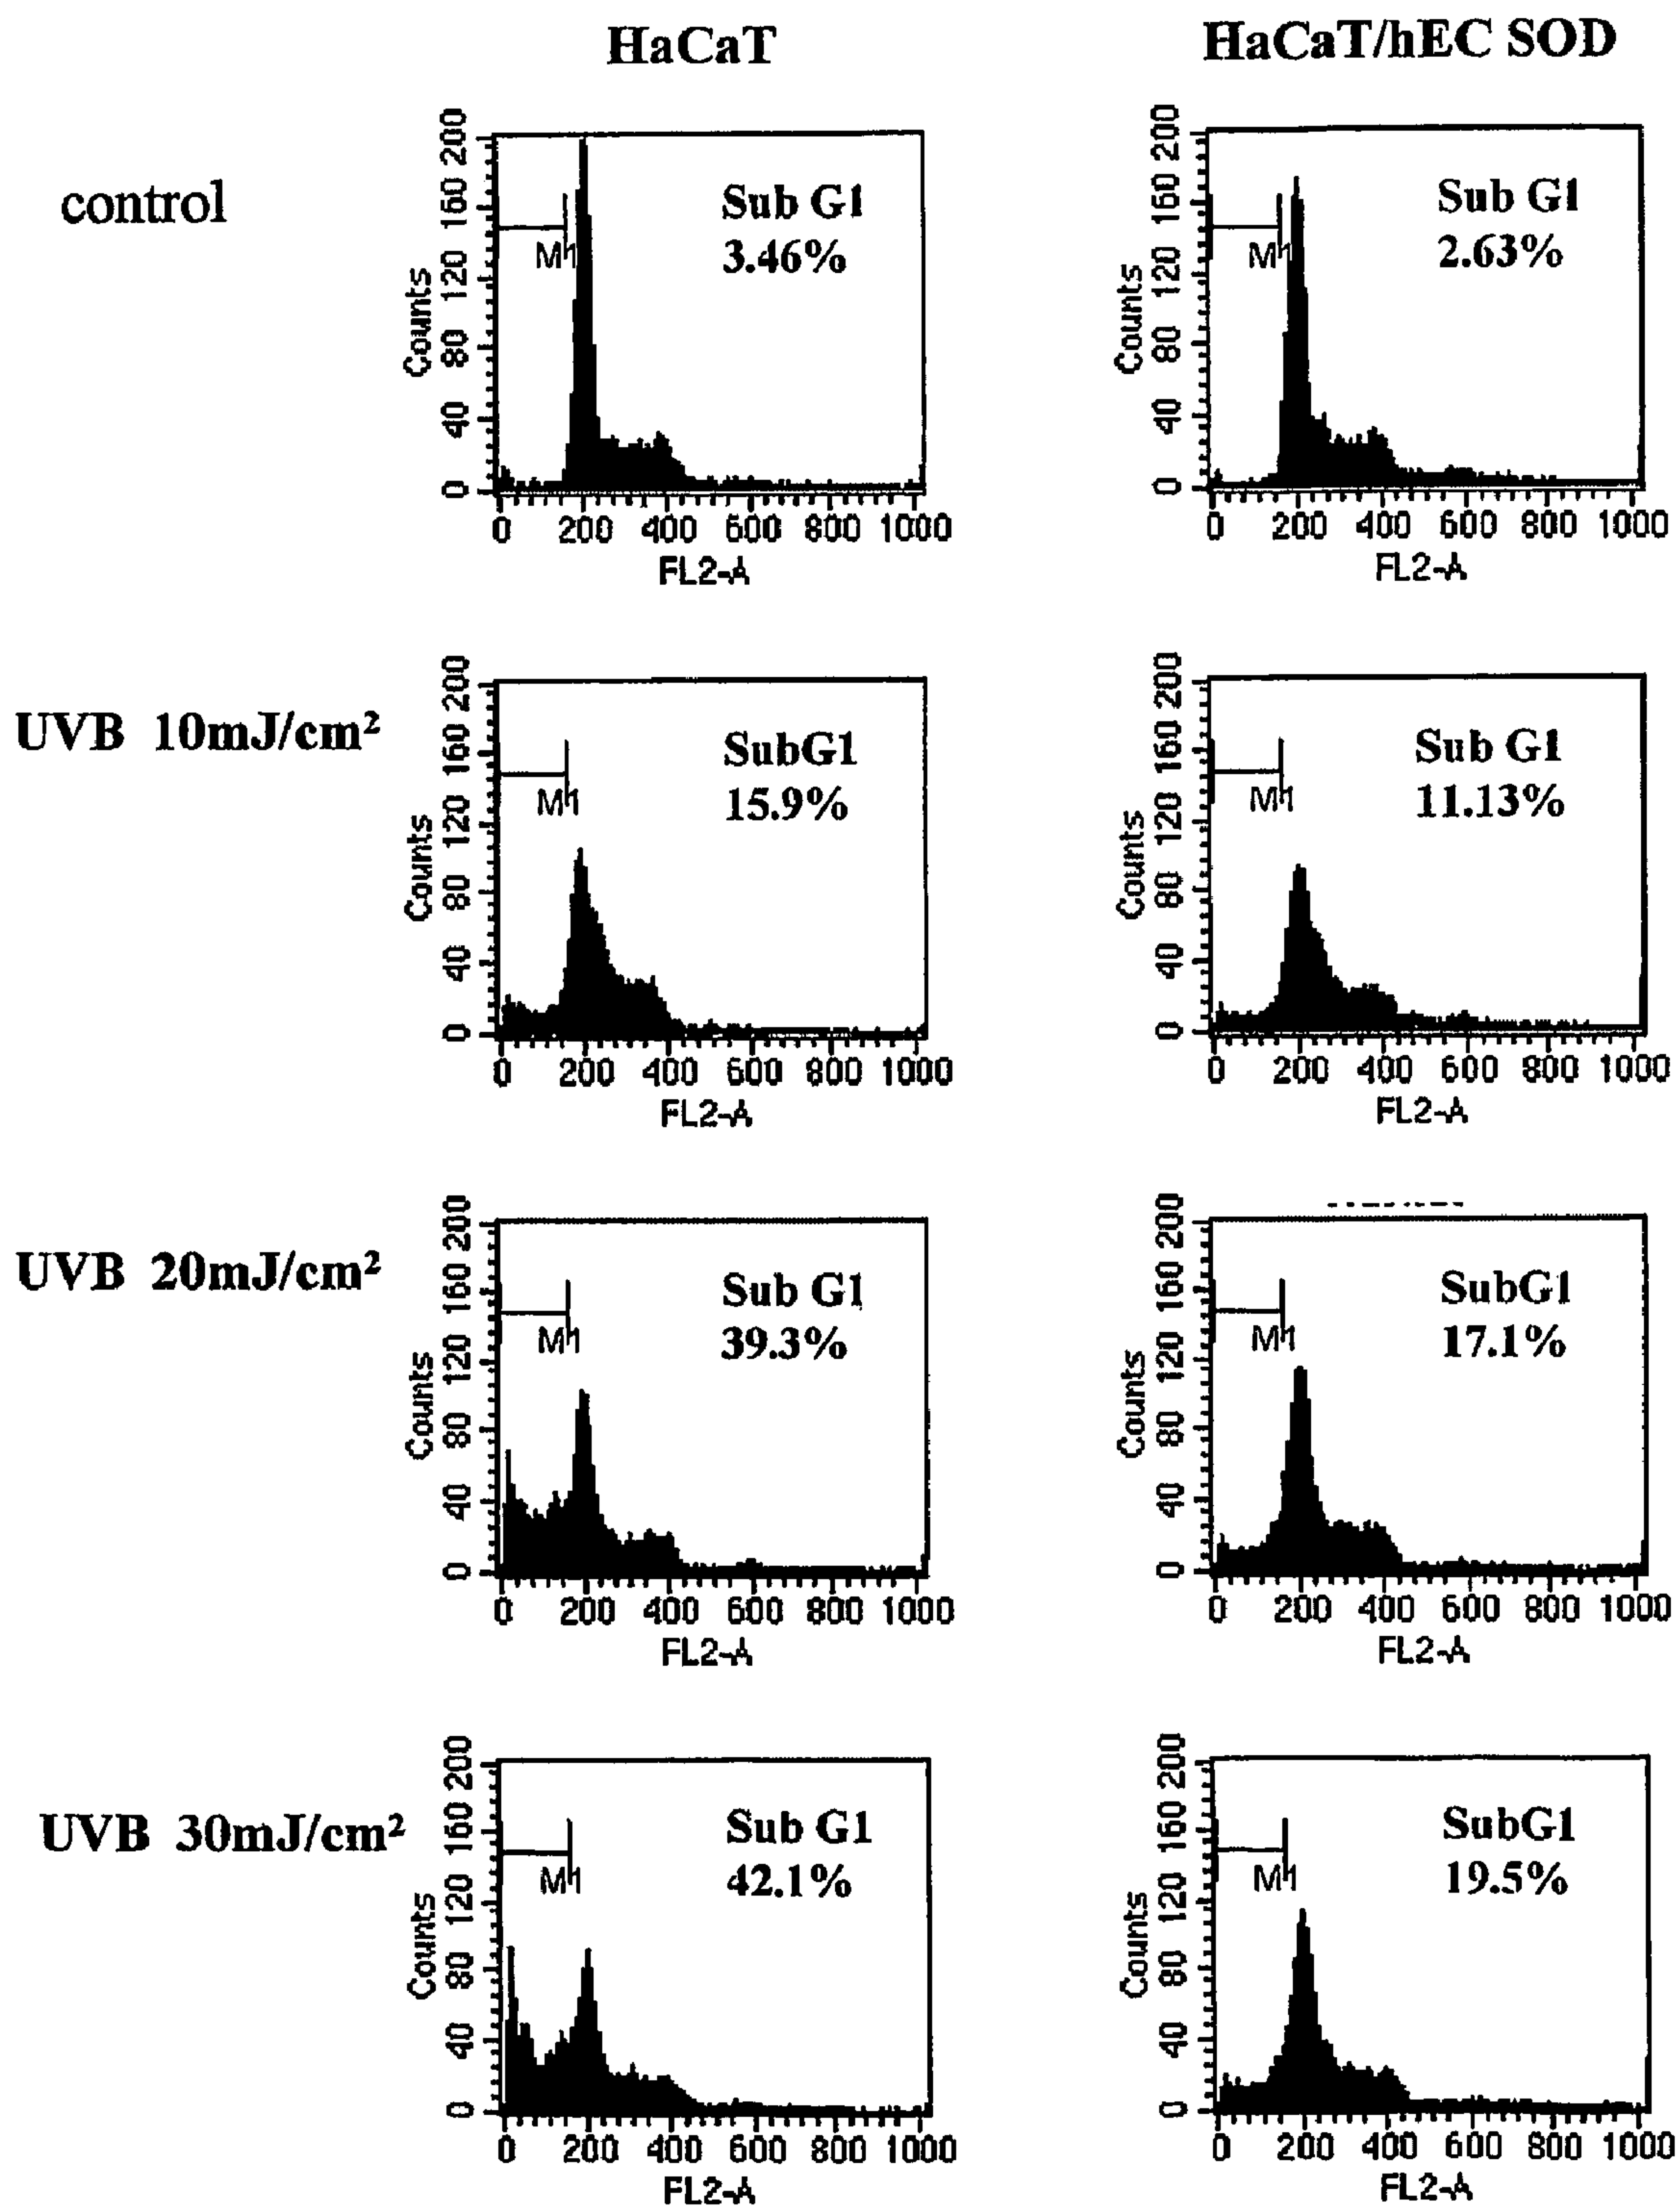 HaCaT HaCaT/hEC SOD
control
Counts
200
160
120
80
40
0
M1
Sub G1
3.46%
0 200 400 600 800 1000
FL2-A
Counts
200
160
120
80
40
0
M1
Sub G1
2.63%
0 200 400 600 800 1000
FL2-A
UVB 10mJ/cm²
Counts
200
160
120
80
40
0
M1
SubG1
15.9%
0 200 400 600 800 1000
FL2-A
Counts
200
160
120
80
40
0
M1
Sub G1
11.13%
0 200 400 600 800 1000
FL2-A
UVB 20mJ/cm²
Counts
200
160
120
80
40
0
M1
Sub G1
39.3%
0 200 400 600 800 1000
FL2-A
Counts
200
160
120
80
40
0
M1
SubG1
17.1%
0 200 400 600 800 1000
FL2-A
UVB 30mJ/cm²
Counts
200
160
120
80
40
0
M1
Sub G1
42.1%
0 200 400 600 800 1000
FL2-A
Counts
200
160
120
80
40
0
M1
SubG1
19.5%
0 200 400 600 800 1000
FL2-A